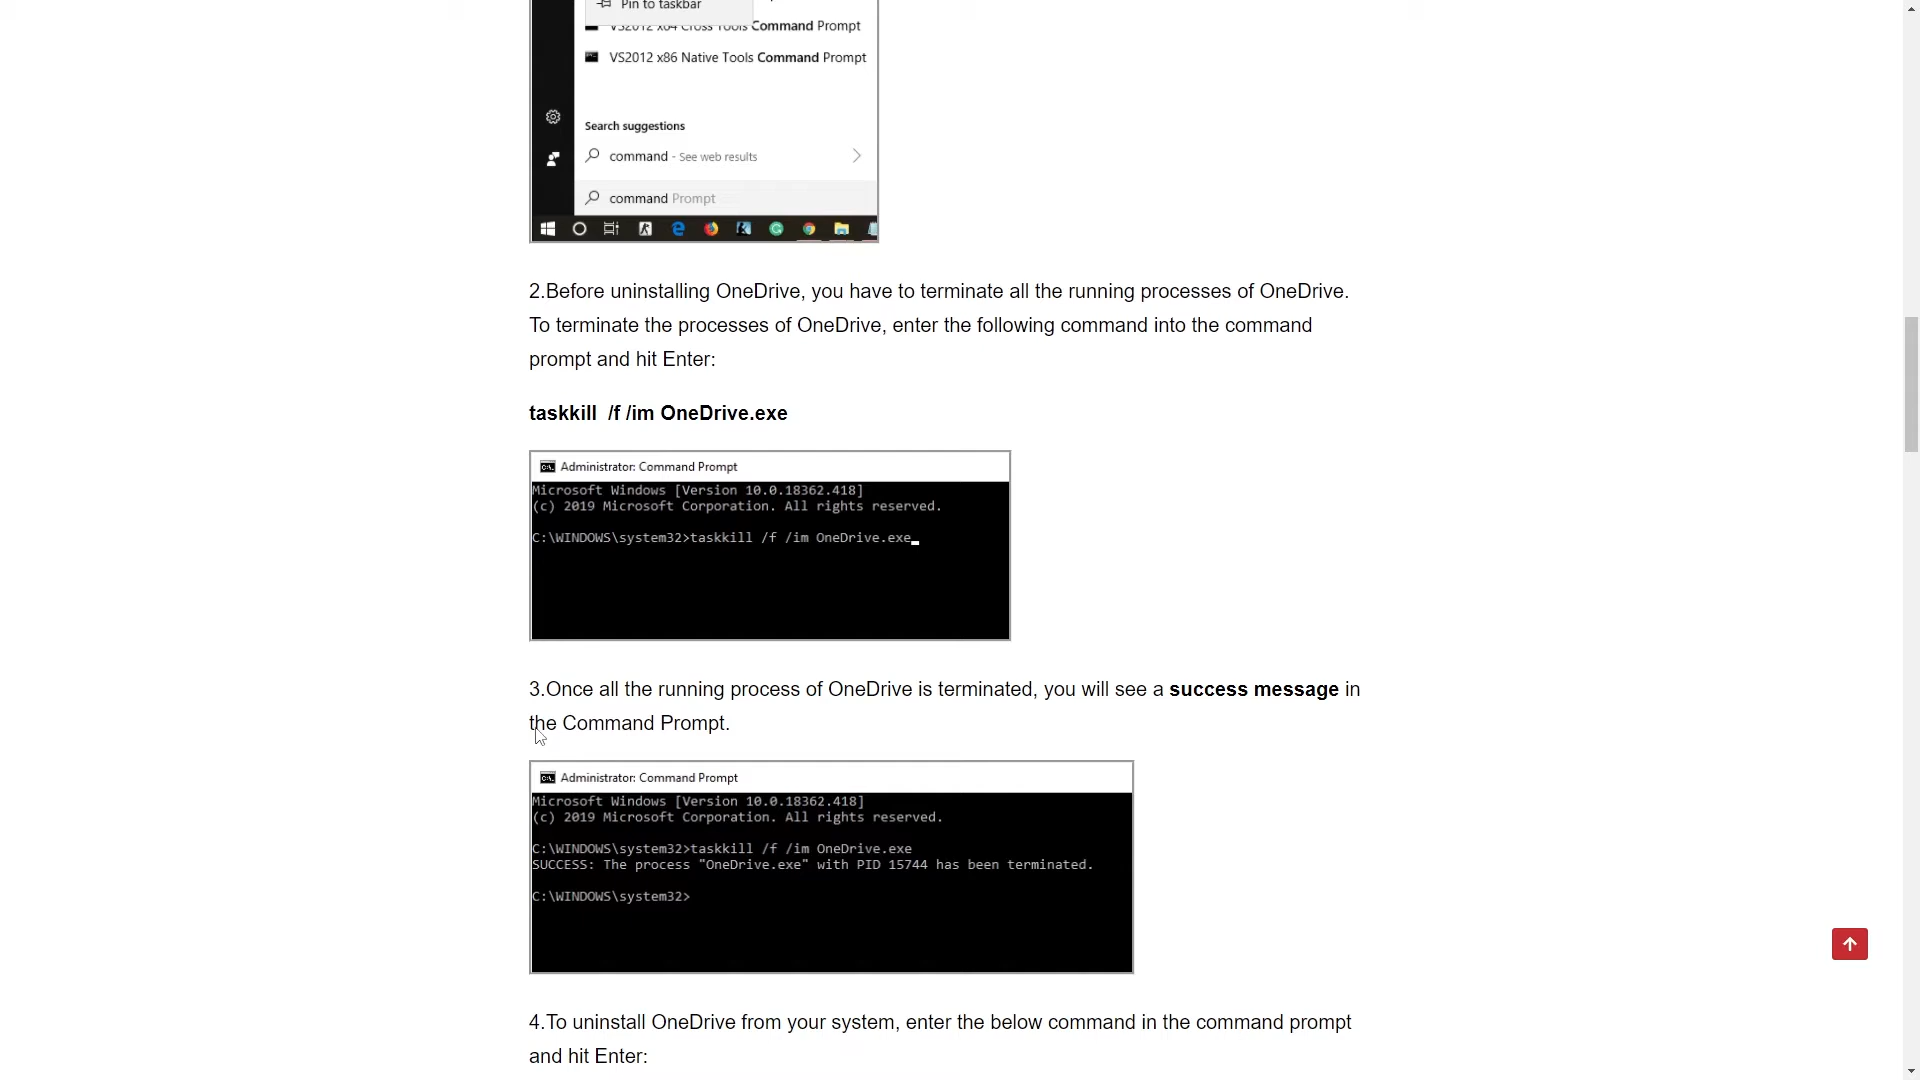 Pin to taskbar
VS2012 x64 Cross Tools Command Prompt
VS2012 x86 Native Tools Command Prompt
Search suggestions
command - See web results
command Prompt
2.Before uninstalling OneDrive, you have to terminate all the running processes of OneDrive.
To terminate the processes of OneDrive, enter the following command into the command
prompt and hit Enter:
taskkill  /f /im OneDrive.exe
Administrator: Command Prompt
Microsoft Windows [Version 10.0.18362.418]
(c) 2019 Microsoft Corporation. All rights reserved.
C:\WINDOWS\system32>taskkill /f /im OneDrive.exe
3.Once all the running process of OneDrive is terminated, you will see a success message in
the Command Prompt.
Administrator: Command Prompt
Microsoft Windows [Version 10.0.18362.418]
(c) 2019 Microsoft Corporation. All rights reserved.
C:\WINDOWS\system32>taskkill /f /im OneDrive.exe
SUCCESS: The process "OneDrive.exe" with PID 15744 has been terminated.
C:\WINDOWS\system32>
4.To uninstall OneDrive from your system, enter the below command in the command prompt
and hit Enter: